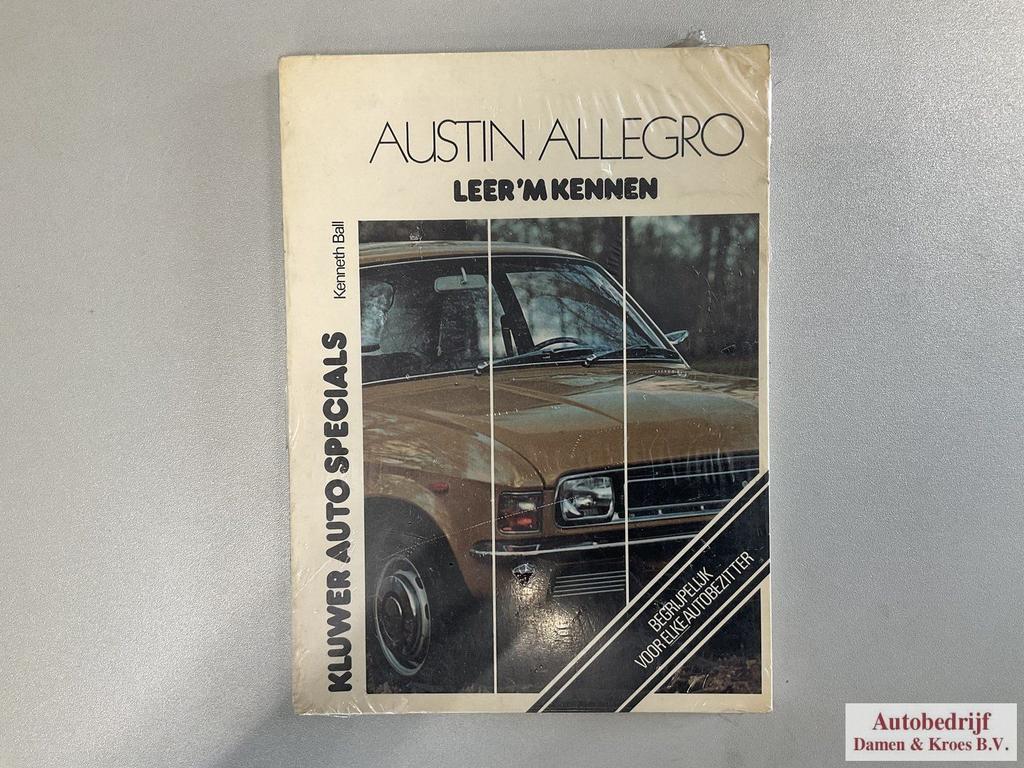 AUSTIN ALLEGRO
LEER 'M KENNEN
Kenneth Ball
KLUWER AUTO SPECIALS
BEGRIJPELIJK
VOOR ELKE AUTOBEZITTER
Autobedrijf
Damen & Kroes B.V.